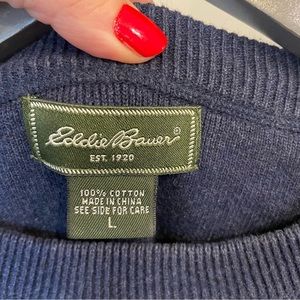 Eddie Bauer®
EST. 1920
100% COTTON
MADE IN CHINA
SEE SIDE FOR CARE
L